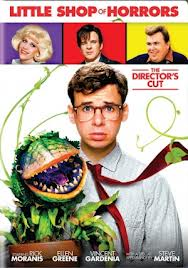 LITTLE SHOP OF HORRORS
THE
DIRECTOR'S
CUT
RICK
MORANIS
ELLEN
GREENE
VINCENT
GARDENIA
STEVE
MARTIN